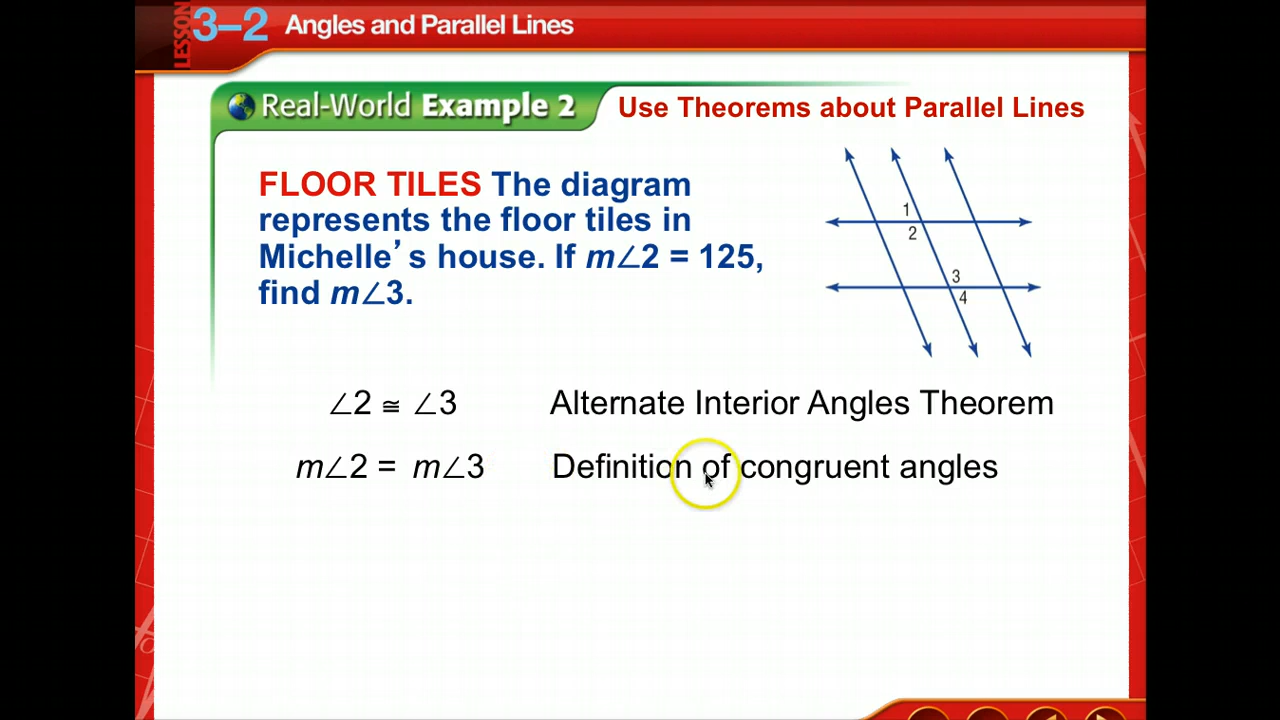 LESSON 3–2 Angles and Parallel Lines
Real-World Example 2
Use Theorems about Parallel Lines
FLOOR TILES The diagram
represents the floor tiles in
Michelle’s house. If m∠2 = 125,
find m∠3.
1
2
3
4
∠2 ≅ ∠3 Alternate Interior Angles Theorem
m∠2 = m∠3 Definition of congruent angles